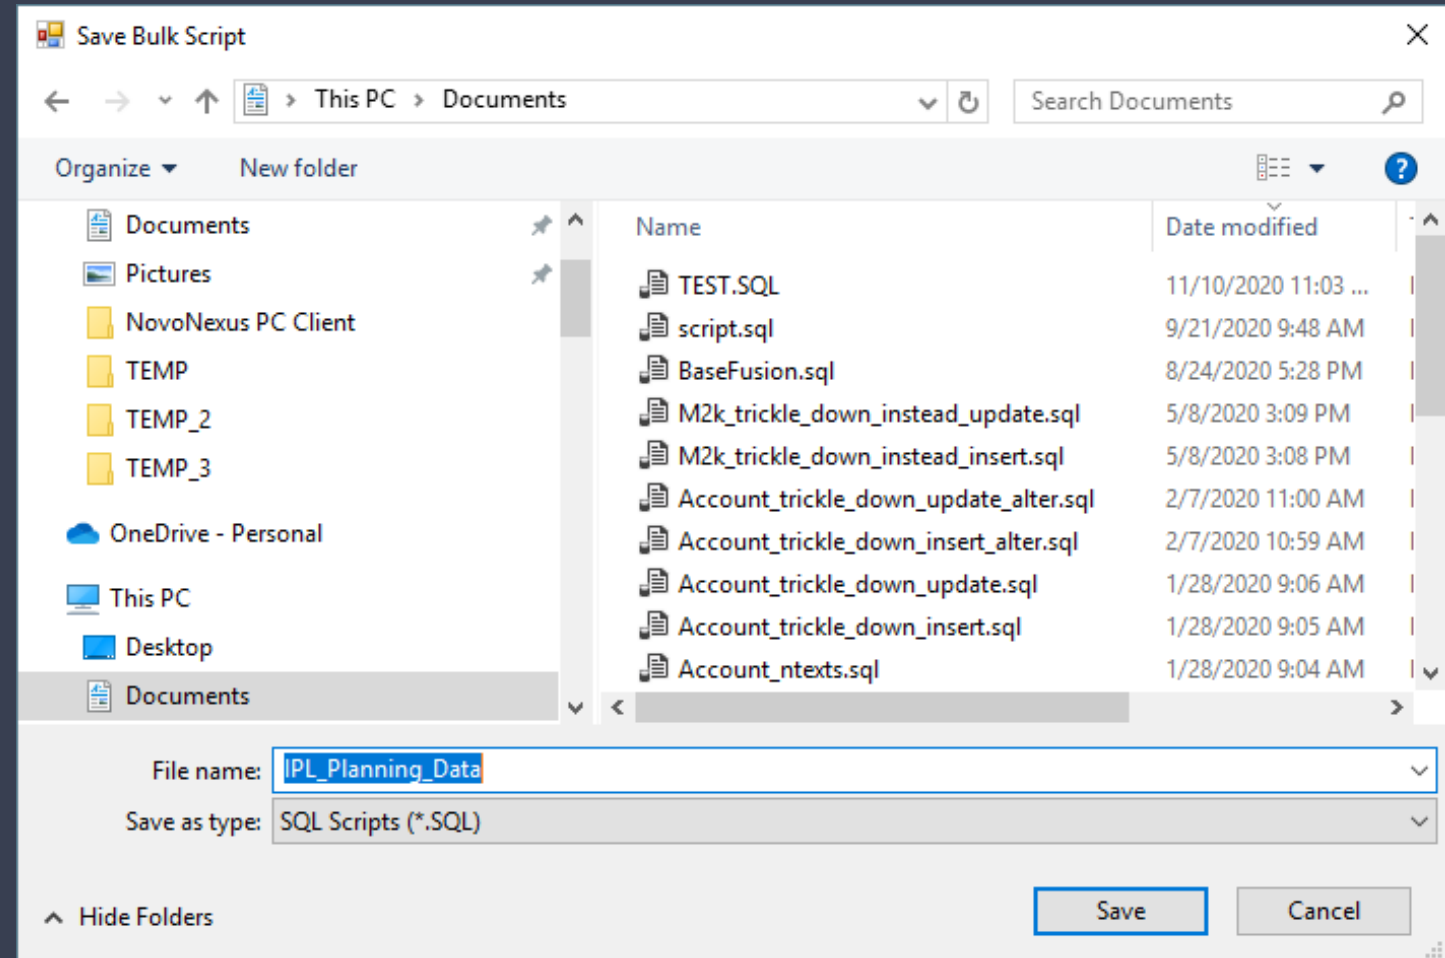 Save Bulk Script
This PC > Documents
Search Documents
Organize
New folder
Documents
Pictures
NovoNexus PC Client
TEMP
TEMP_2
TEMP_3
OneDrive - Personal
This PC
Desktop
Documents
Name Date modified
TEST.SQL 11/10/2020 11:03 ...
script.sql 9/21/2020 9:48 AM
BaseFusion.sql 8/24/2020 5:28 PM
M2k_trickle_down_instead_update.sql 5/8/2020 3:09 PM
M2k_trickle_down_instead_insert.sql 5/8/2020 3:08 PM
Account_trickle_down_update_alter.sql 2/7/2020 11:00 AM
Account_trickle_down_insert_alter.sql 2/7/2020 10:59 AM
Account_trickle_down_update.sql 1/28/2020 9:06 AM
Account_trickle_down_insert.sql 1/28/2020 9:05 AM
Account_ntexts.sql 1/28/2020 9:04 AM
File name: IPL_Planning_Data
Save as type: SQL Scripts (*.SQL)
Hide Folders
Save
Cancel